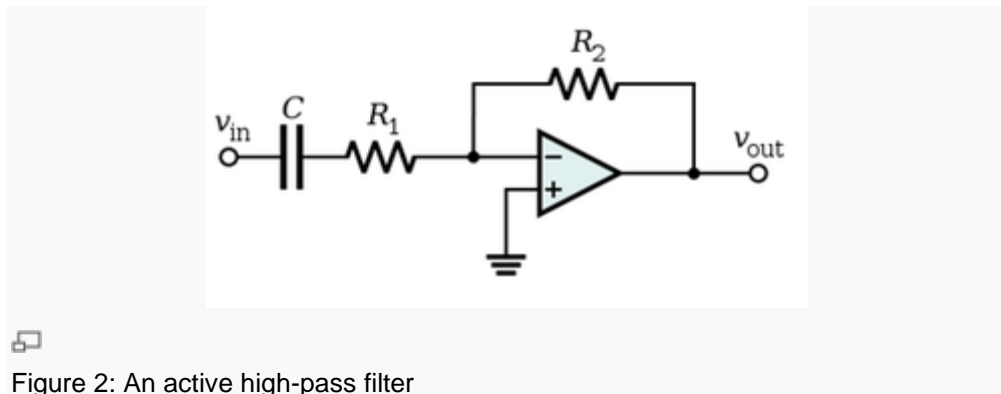 R2
C
R1
vin
vout
−
+
Figure 2: An active high-pass filter